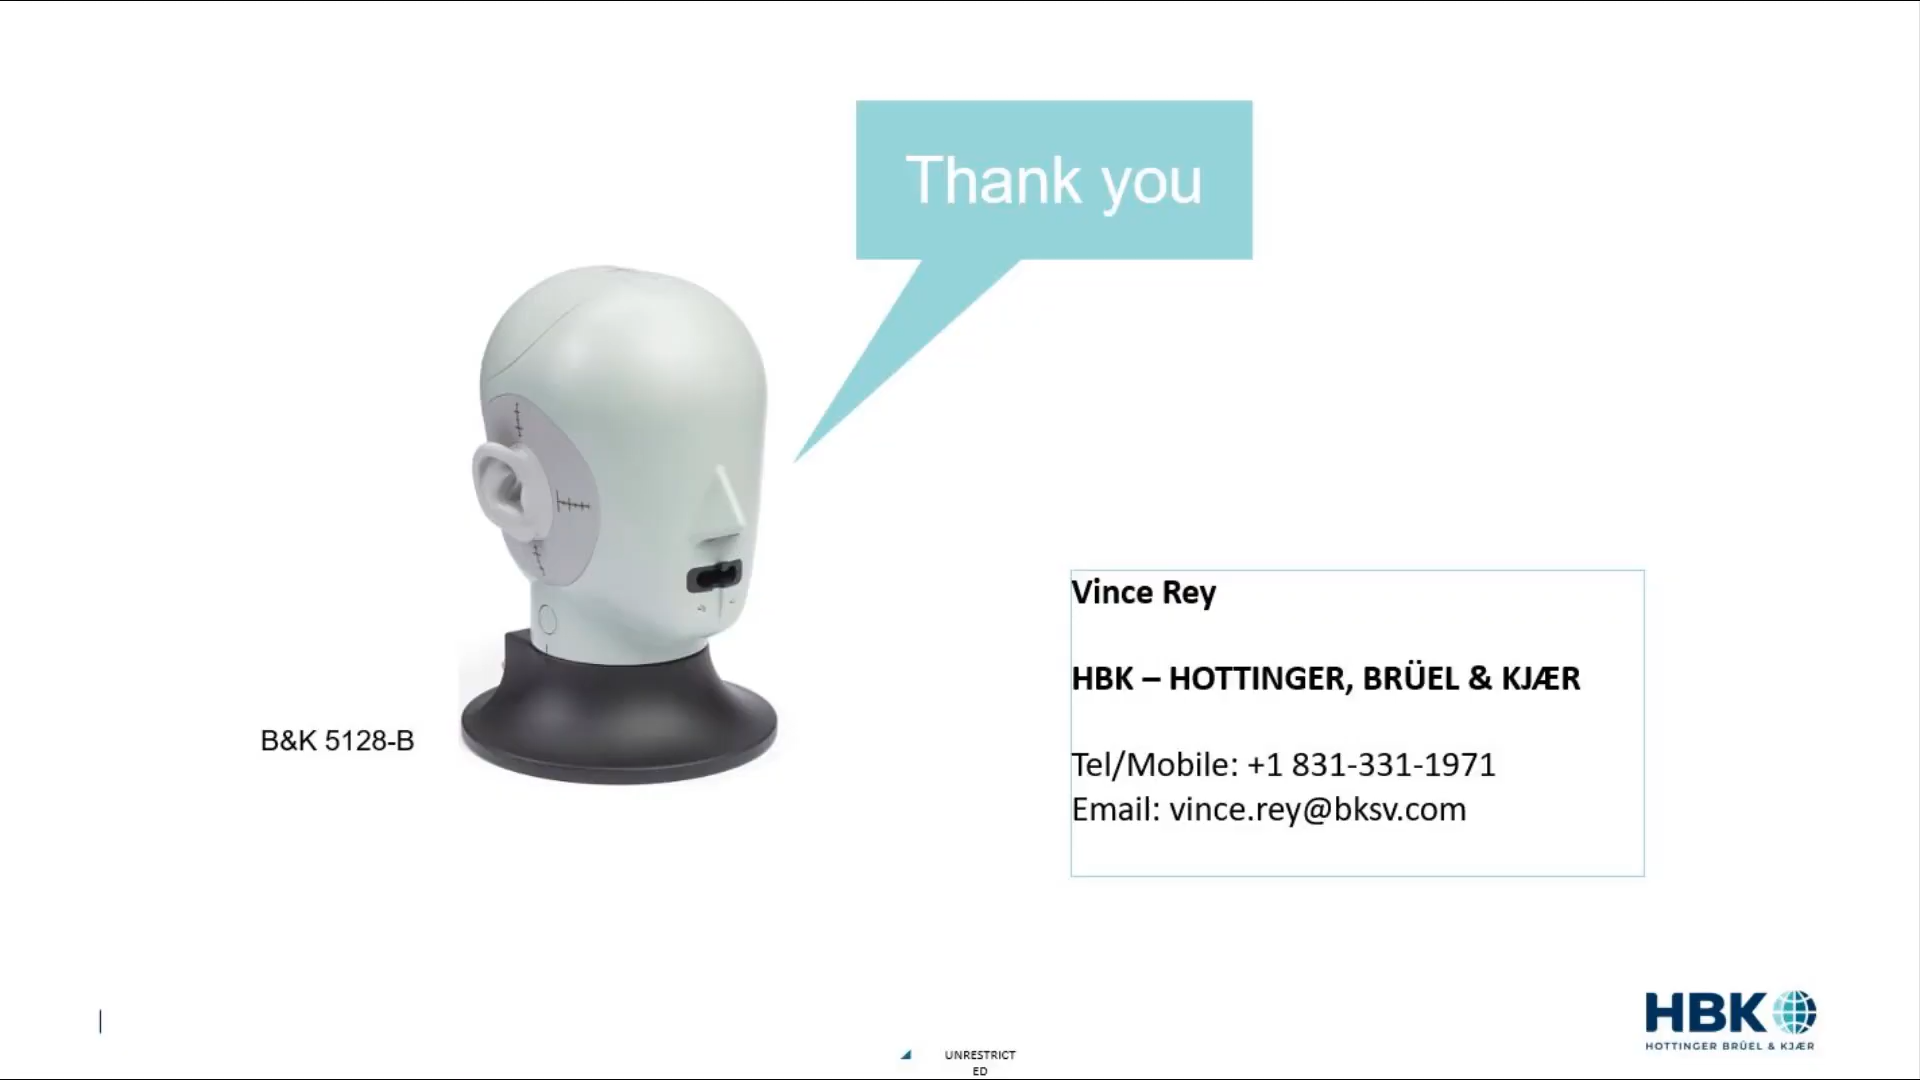 Thank you
B&K 5128-B
Vince Rey
HBK – HOTTINGER, BRÜEL & KJÆR
Tel/Mobile: +1 831-331-1971
Email: vince.rey@bksv.com
HBK
HOTTINGER BRÜEL & KJÆR
UNRESTRICT
ED